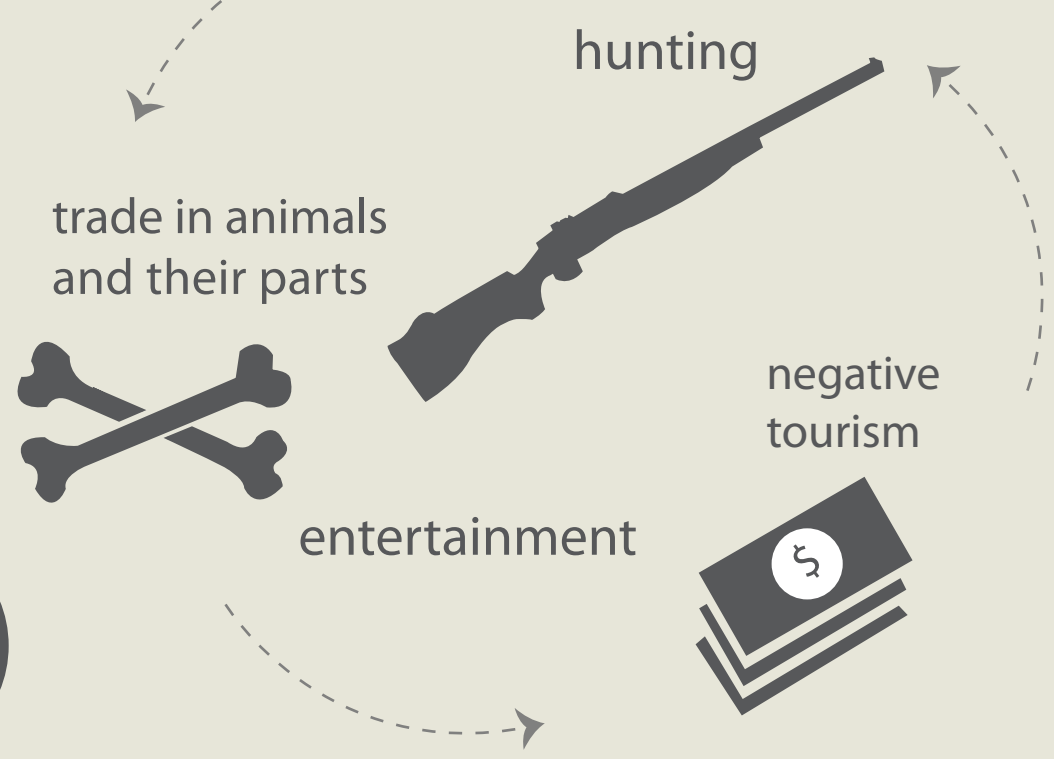 hunting
trade in animals
and their parts
negative
tourism
entertainment
$